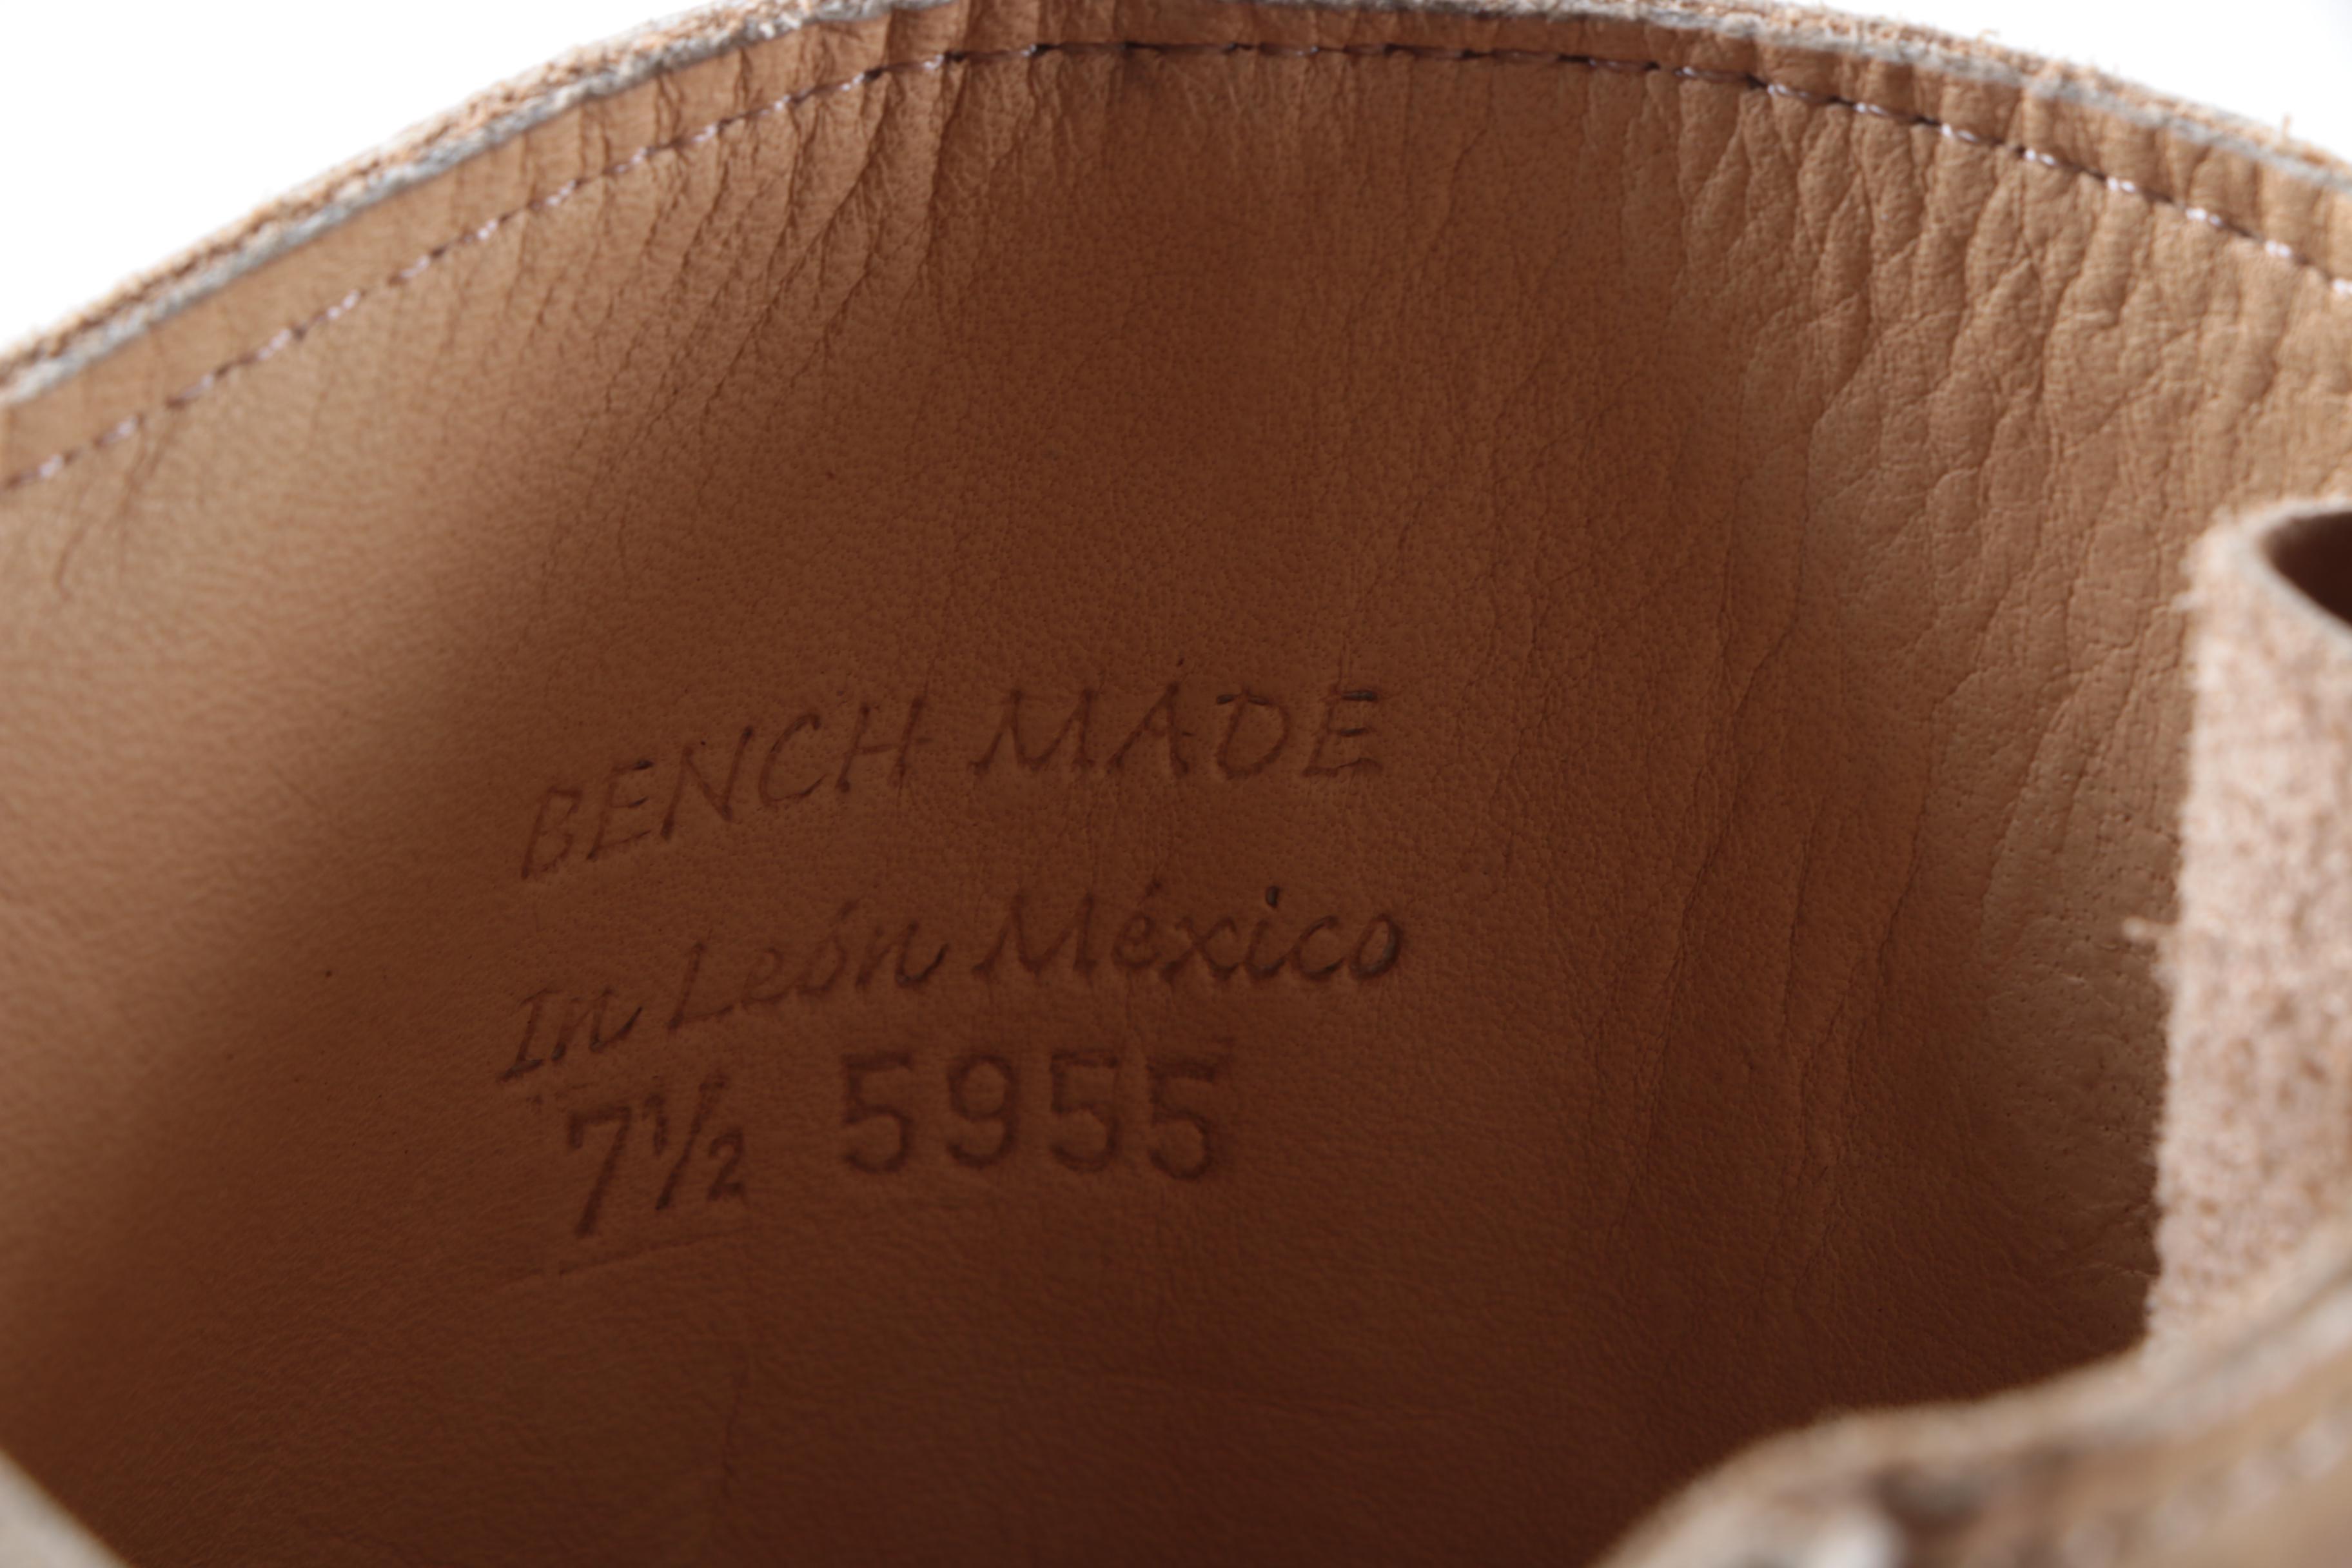 BENCH MADE
In León México
7½ 5955